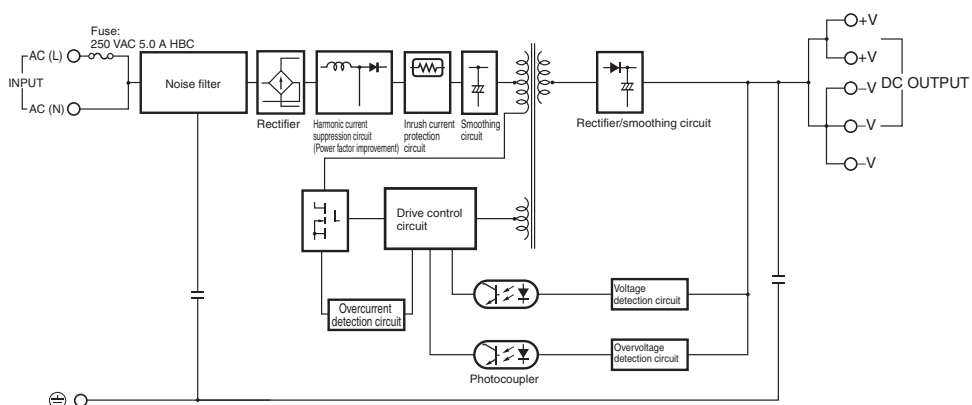 Fuse:
250 VAC 5.0 A HBC
AC (L)
INPUT
AC (N)
Noise filter
Rectifier
Harmonic current
suppression circuit
(Power factor improvement)
Inrush current
protection
circuit
Smoothing
circuit
Rectifier/smoothing circuit
+V
+V
DC OUTPUT
–V
–V
–V
Drive control
circuit
Overcurrent
detection circuit
Voltage
detection circuit
Overvoltage
detection circuit
Photocoupler